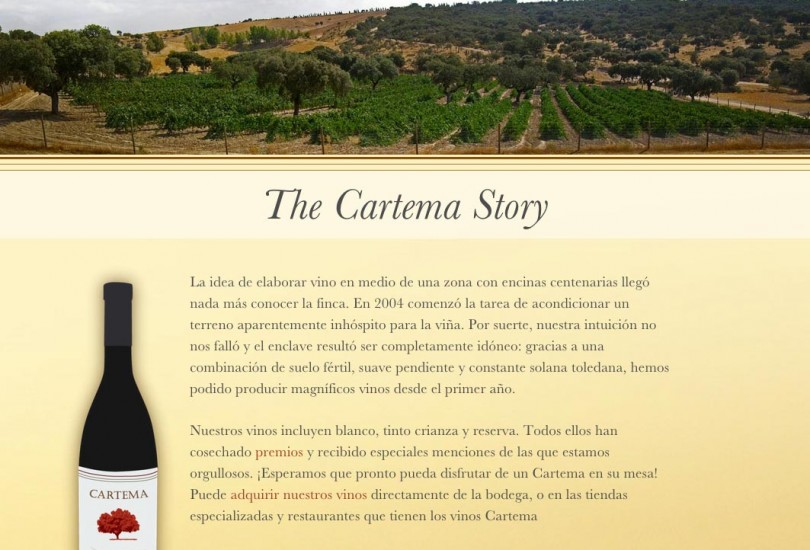 The Cartema Story
La idea de elaborar vino en medio de una zona con encinas centenarias llegó
nada más conocer la finca. En 2004 comenzó la tarea de acondicionar un
terreno aparentemente inhóspito para la viña. Por suerte, nuestra intuición no
nos falló y el enclave resultó ser completamente idóneo: gracias a una
combinación de suelo fértil, suave pendiente y constante solana toledana, hemos
podido producir magníficos vinos desde el primer año.
Nuestros vinos incluyen blanco, tinto crianza y reserva. Todos ellos han
cosechado premios y recibido especiales menciones de las que estamos
orgullosos. ¡Esperamos que pronto pueda disfrutar de un Cartema en su mesa!
Puede adquirir nuestros vinos directamente de la bodega, o en las tiendas
especializadas y restaurantes que tienen los vinos Cartema
CARTEMA